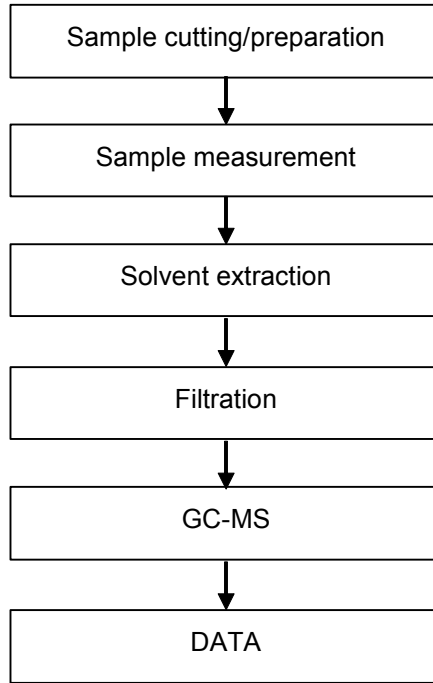 Sample cutting/preparation
Sample measurement
Solvent extraction
Filtration
GC-MS
DATA